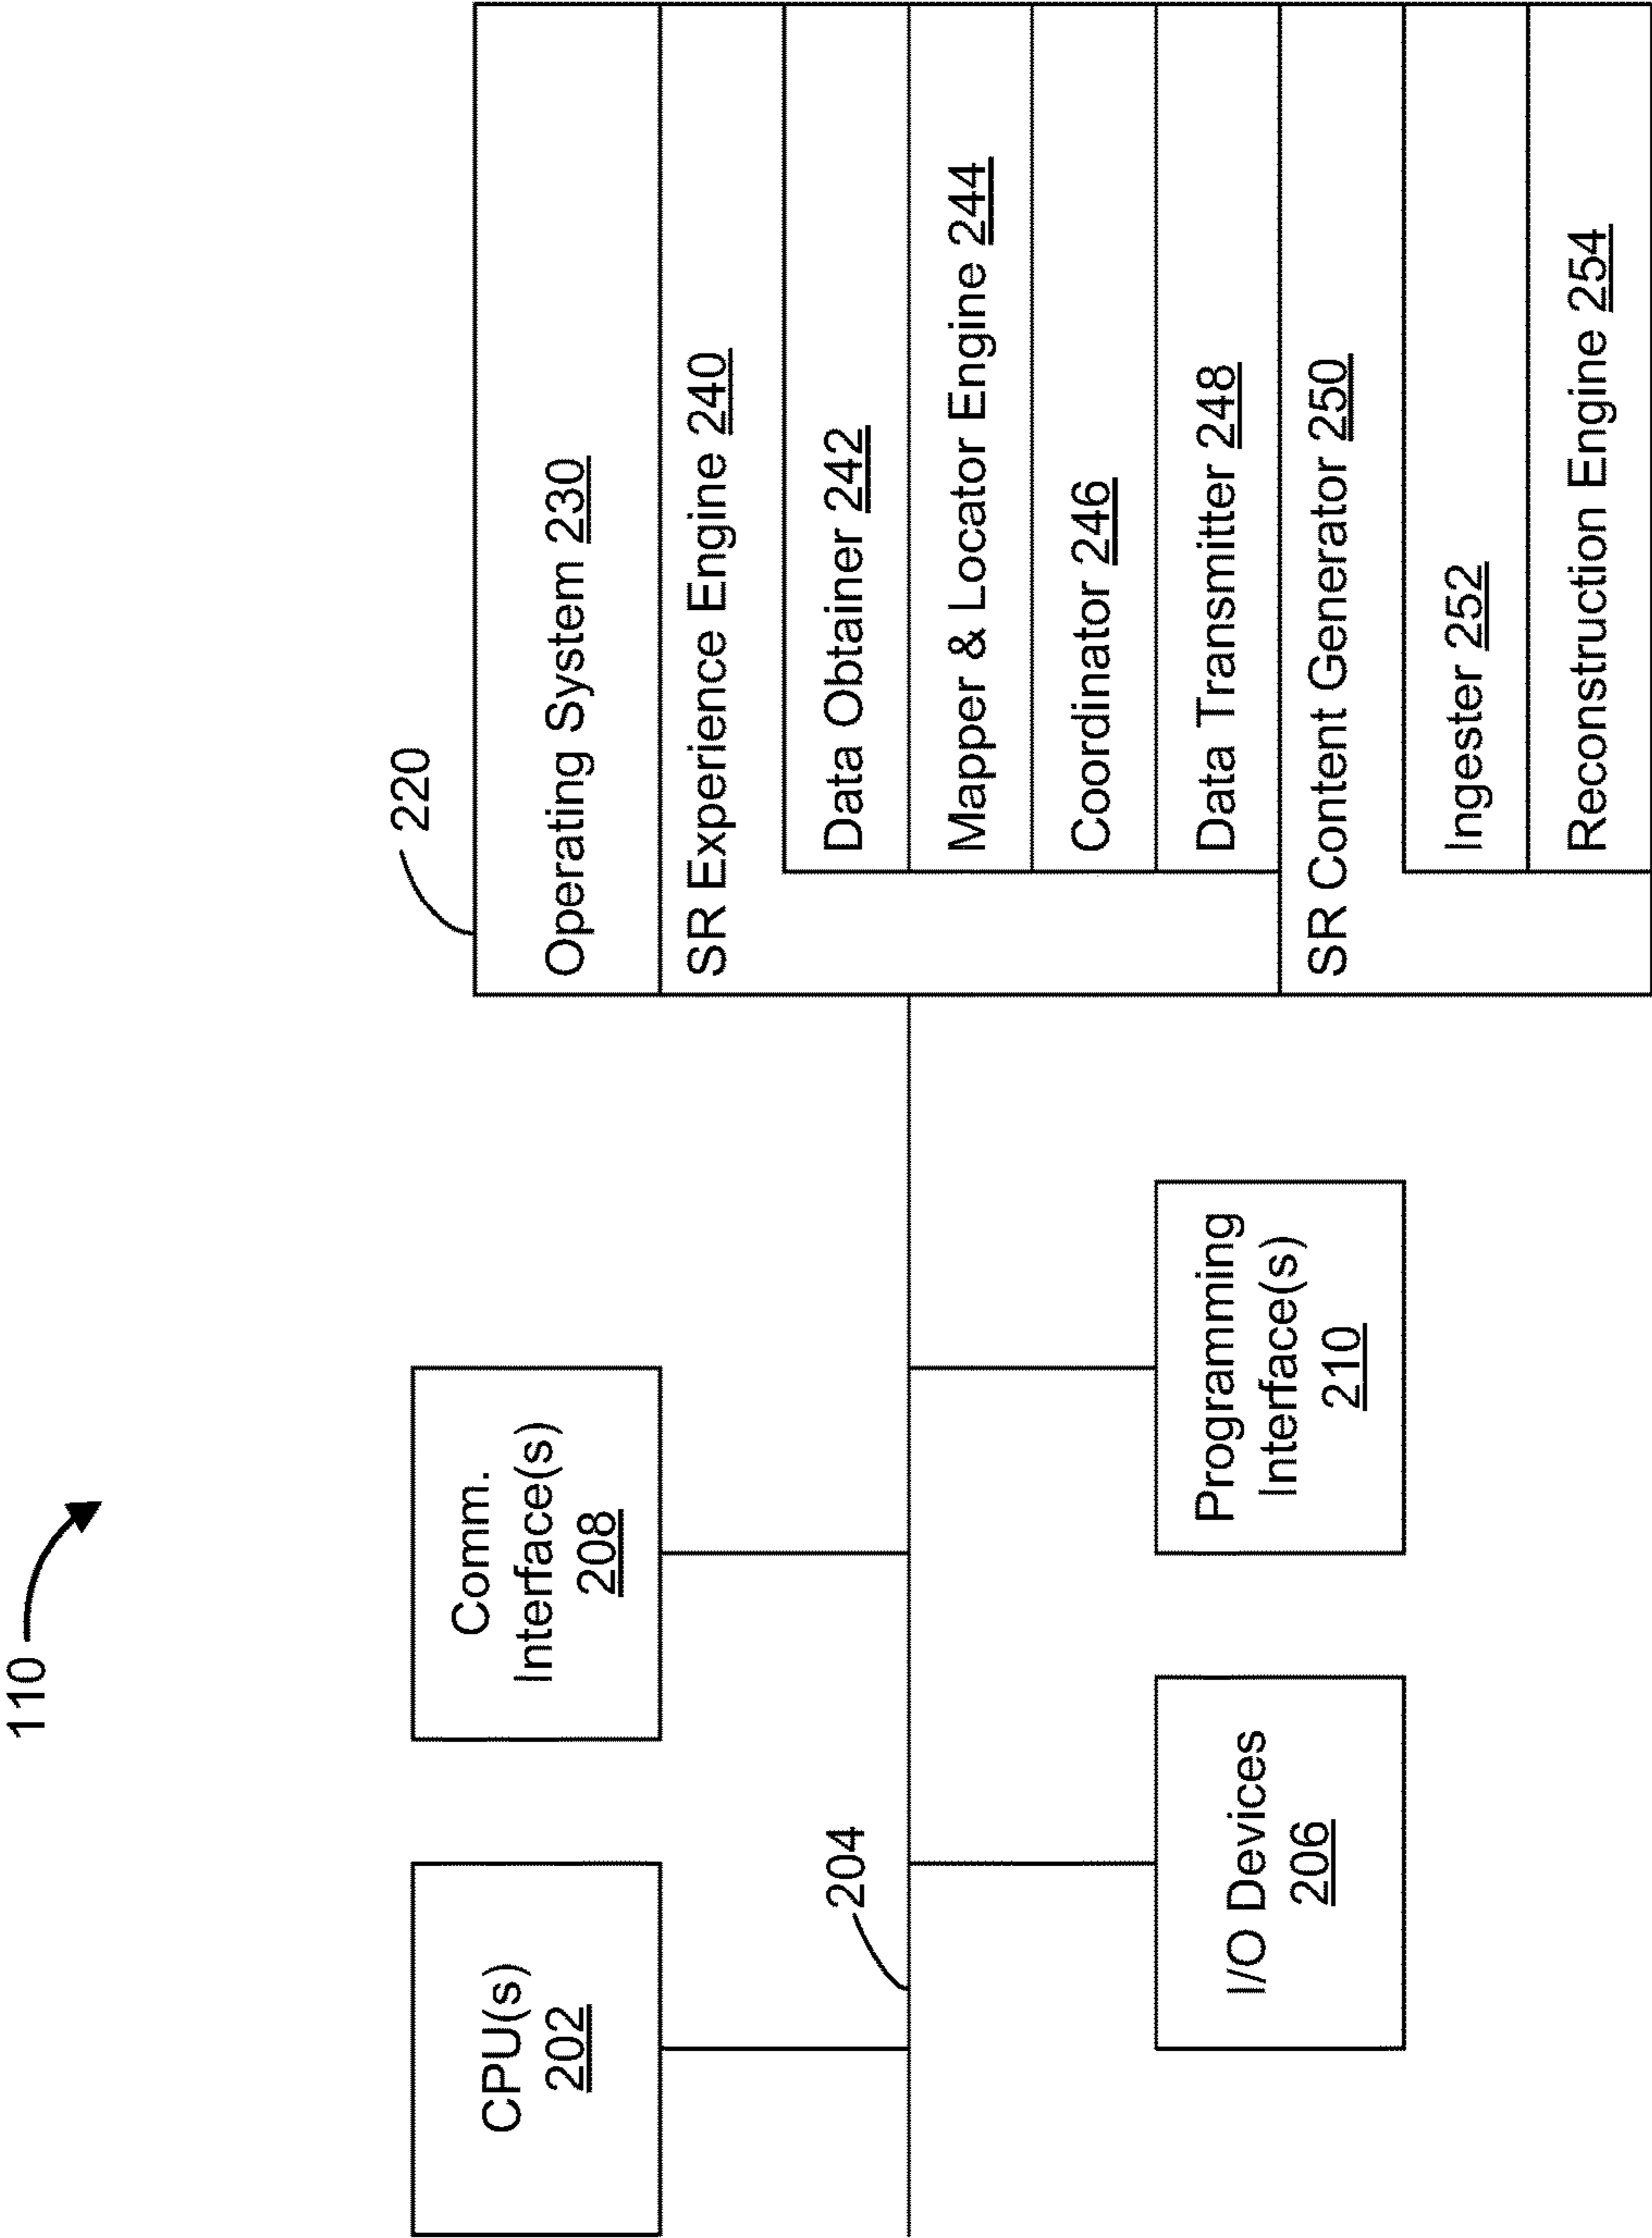 110
CPU(s)
202
Comm.
Interface(s)
208
204
I/O Devices
206
Programming
Interface(s)
210
220
Operating System 230
SR Experience Engine 240
Data Obtainer 242
Mapper & Locator Engine 244
Coordinator 246
Data Transmitter 248
SR Content Generator 250
Ingester 252
Reconstruction Engine 254